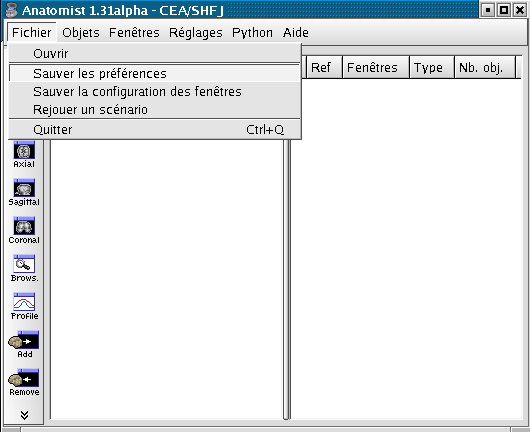 Anatomist 1.31alpha - CEA/SHFJ
Fichier Objets Fenêtres Réglages Python Aide
Ouvrir
Sauver les préférences
Sauver la configuration des fenêtres
Rejouer un scénario
Quitter Ctrl+Q
Ref Fenêtres Type Nb. obj.
Axial
Sagittal
Coronal
Brows.
Profile
Add
Remove